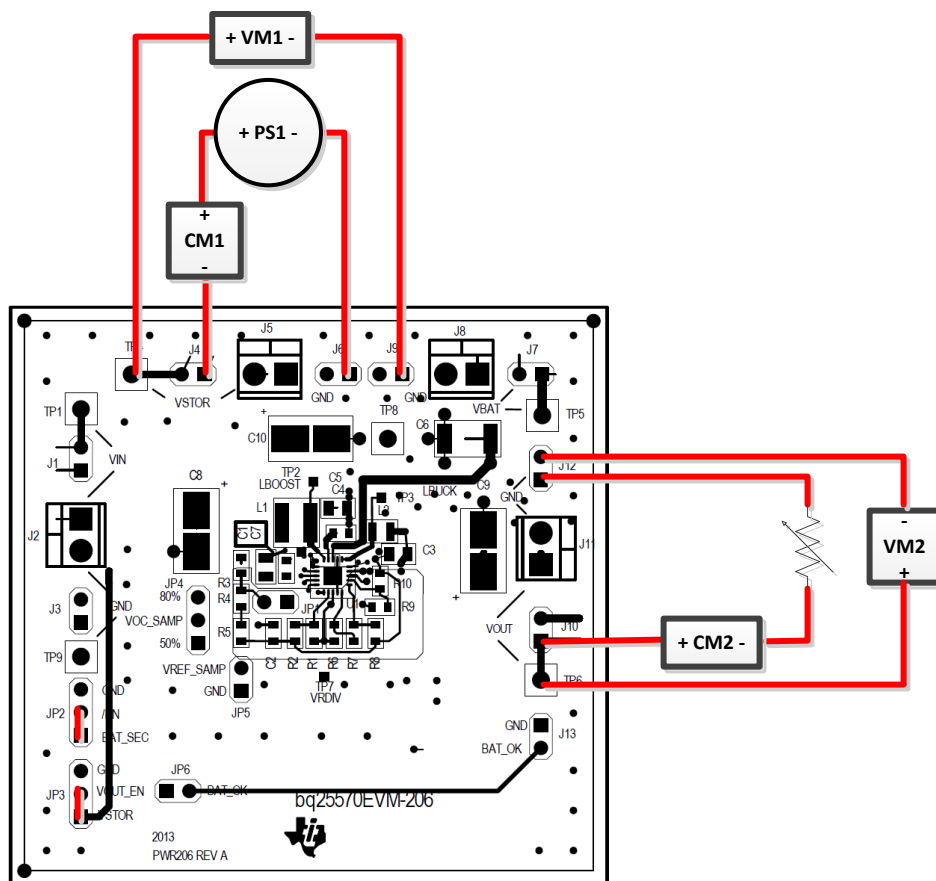 + VM1 -
+ PS1 -
+
CM1
-
J5
J8
J4
J6
J9
J7
VSTOR
GND
GND
VBAT
TP1
TP8
TP5
C10
C6
J1
VIN
J12
C8
TP2
LBOOST
C5
C4
LBUCK
C9
GND
TP3
L1
L2
J2
C1
C7
J11
-
VM2
+
C3
JP4
80%
R3
R10
R4
JP1
U1
R9
J3
GND
VOC_SAMP
50%
R5
C2
R2
R1
R6
R7
R8
VOUT
J10
+ CM2 -
TP9
VREF_SAMP
GND
JP5
TP7
VRDIV
TP6
GND
JP2
BAT_SEC
GND
J13
BAT_OK
GND
JP3
VOUT_EN
VSTOR
JP6
BAT_OK
bq25570EVM-206
2013
PWR206 REV A